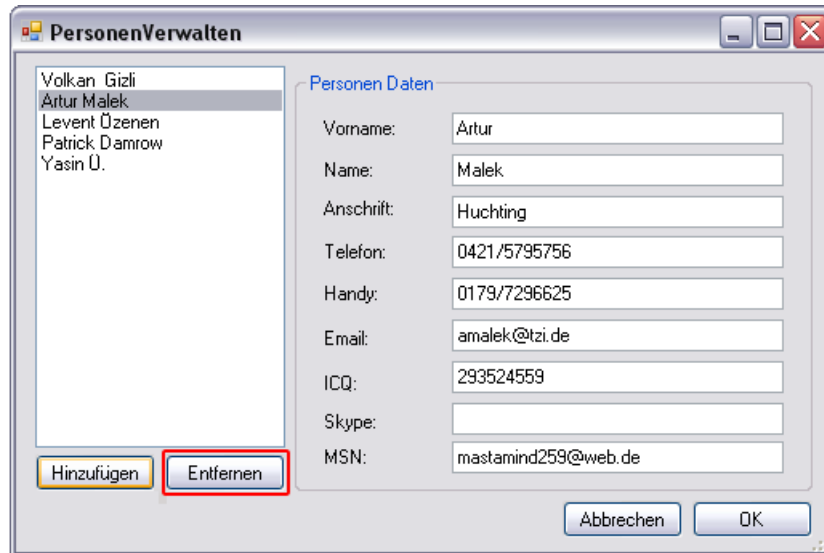 PersonenVerwalten
Volkan Gizli
Artur Malek
Levent Özenen
Patrick Damrow
Yasin Ü.
Hinzufügen
Entfernen
Personen Daten
Vorname: Artur
Name: Malek
Anschrift: Huchting
Telefon: 0421/5795756
Handy: 0179/7296625
Email: amalek@tzi.de
ICQ: 293524559
Skype:
MSN: mastamind259@web.de
Abbrechen
OK